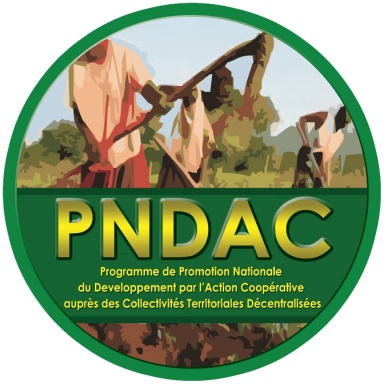 PNDAC
Programme de Promotion Nationale
du Developpement par l'Action Coopérative
auprès des Collectivités Territoriales Décentralisées